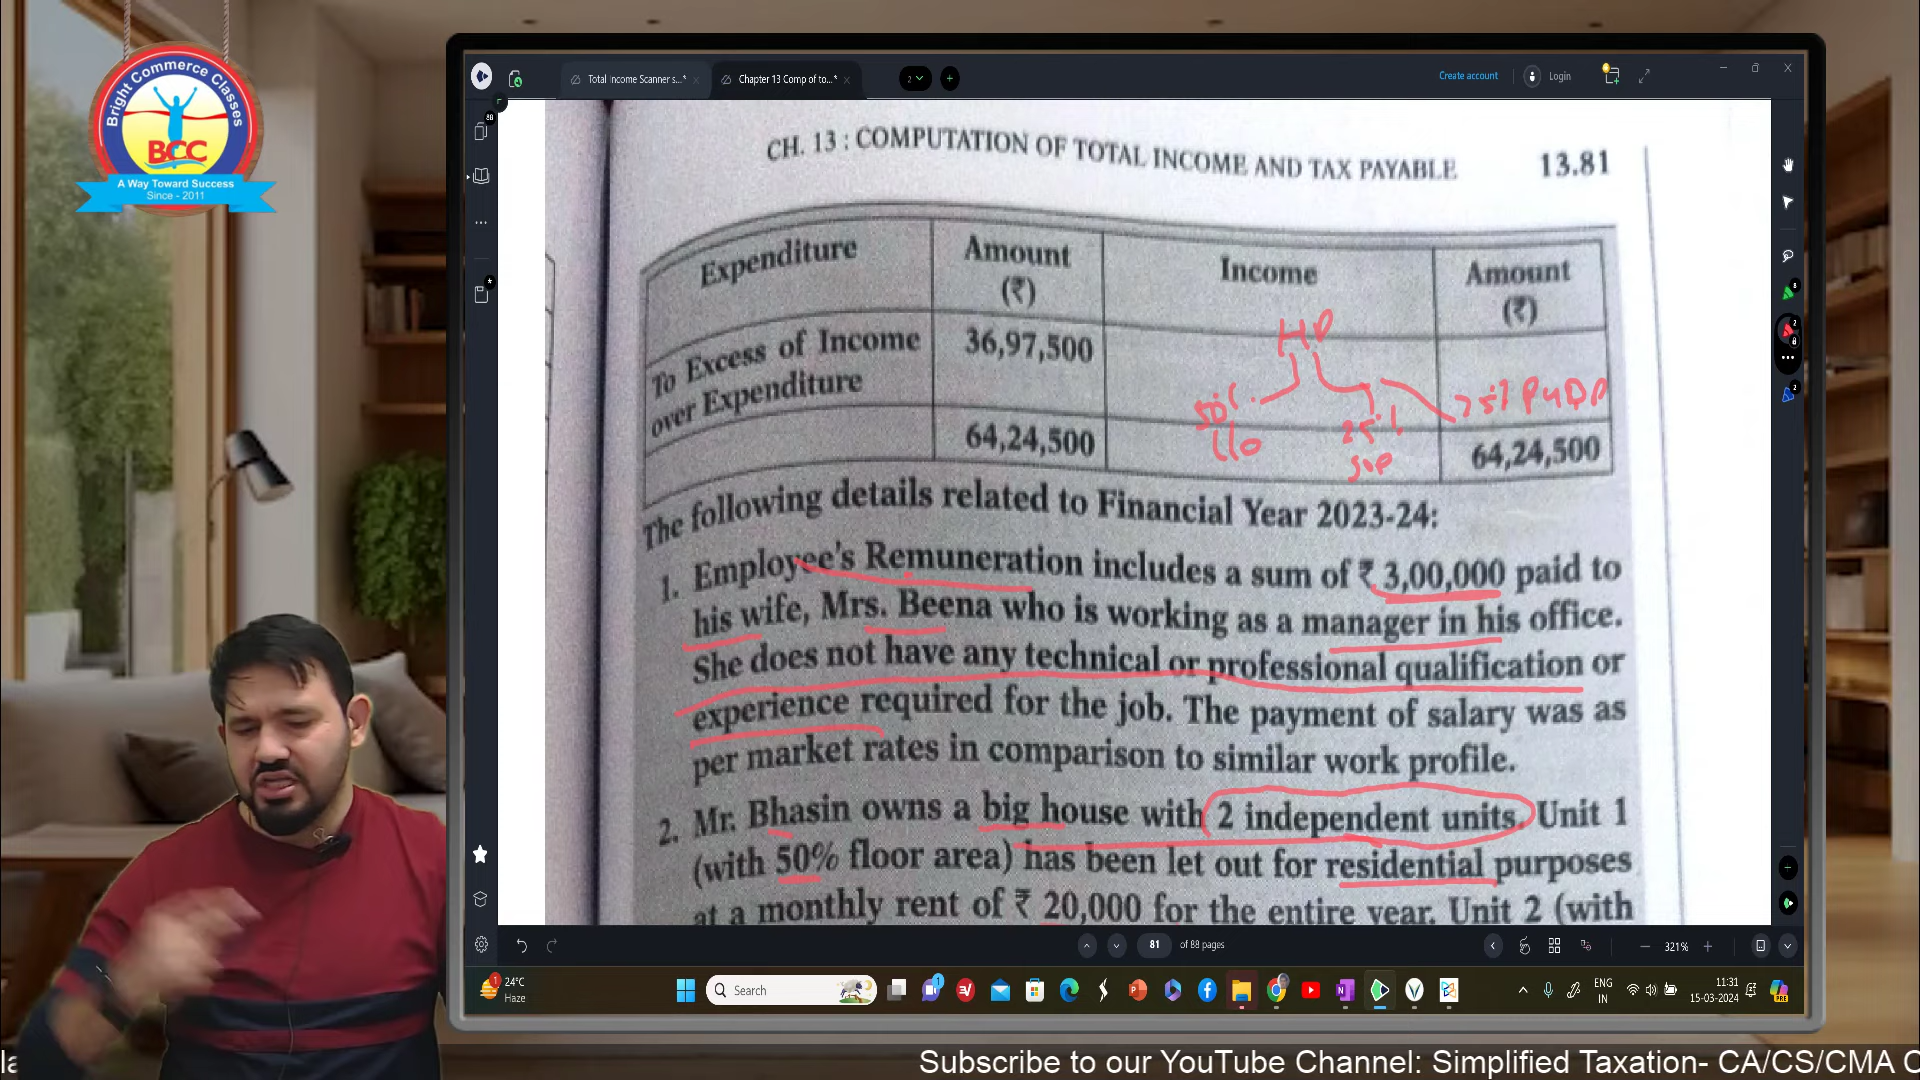 Bright Commerce Classes
BCC
A Way Toward Success
Since - 2011
Total Income Scanner s...*
Chapter 13 Comp of to...*
2
Create account
Login
88
CH. 13 : COMPUTATION OF TOTAL INCOME AND TAX PAYABLE 13.81
Expenditure Amount (₹) Income Amount (₹)
To Excess of Income over Expenditure 36,97,500
64,24,500 64,24,500
HP
50%
LLO
25%
SOP
75% PGBP
The following details related to Financial Year 2023-24:
1. Employee's Remuneration includes a sum of ₹ 3,00,000 paid to
his wife, Mrs. Beena who is working as a manager in his office.
She does not have any technical or professional qualification or
experience required for the job. The payment of salary was as
per market rates in comparison to similar work profile.
2. Mr. Bhasin owns a big house with 2 independent units. Unit 1
(with 50% floor area) has been let out for residential purposes
at a monthly rent of ₹ 20,000 for the entire year. Unit 2 (with
81 of 88 pages
321%
24°C
Haze
Search
ENG
IN
11:31
15-03-2024
Subscribe to our YouTube Channel: Simplified Taxation- CA/CS/CMA